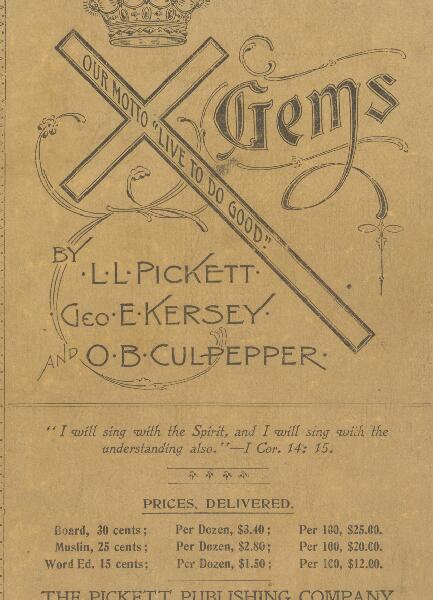 OUR MOTTO "LIVE TO DO GOOD."
Gems
BY
·L·L·PICKETT·
·GEO·E·KERSEY·
AND O·B·CULPEPPER·
"I will sing with the Spirit, and I will sing with the
understanding also."—I Cor. 14: 15.
PRICES, DELIVERED.
Board, 30 cents; Per Dozen, $3.40; Per 100, $25.00.
Muslin, 25 cents; Per Dozen, $2.80; Per 100, $20.00.
Word Ed. 15 cents; Per Dozen, $1.50; Per 100, $12.00.
THE PICKETT PUBLISHING COMPANY